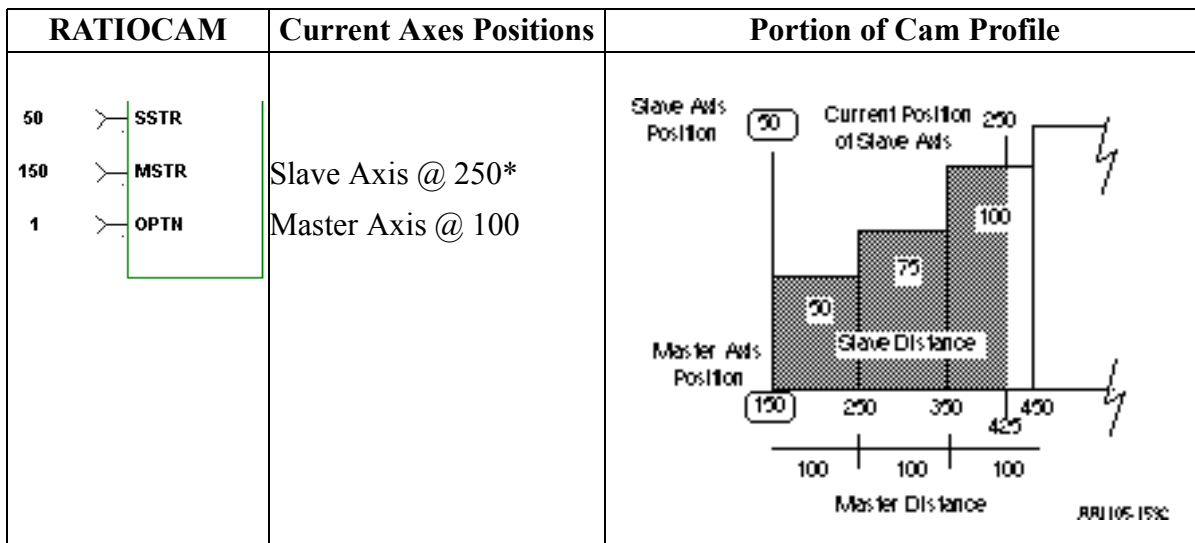 RATIOCAM
Current Axes Positions
Portion of Cam Profile
50 SSTR
150 MSTR
1 OPTN
Slave Axis @ 250*
Master Axis @ 100
Slave Axis
Position
50
Current Position
of Slave Axis
250
100
75
50
Slave Distance
Master Axis
Position
150
250
350
450
425
100
100
100
Master Distance